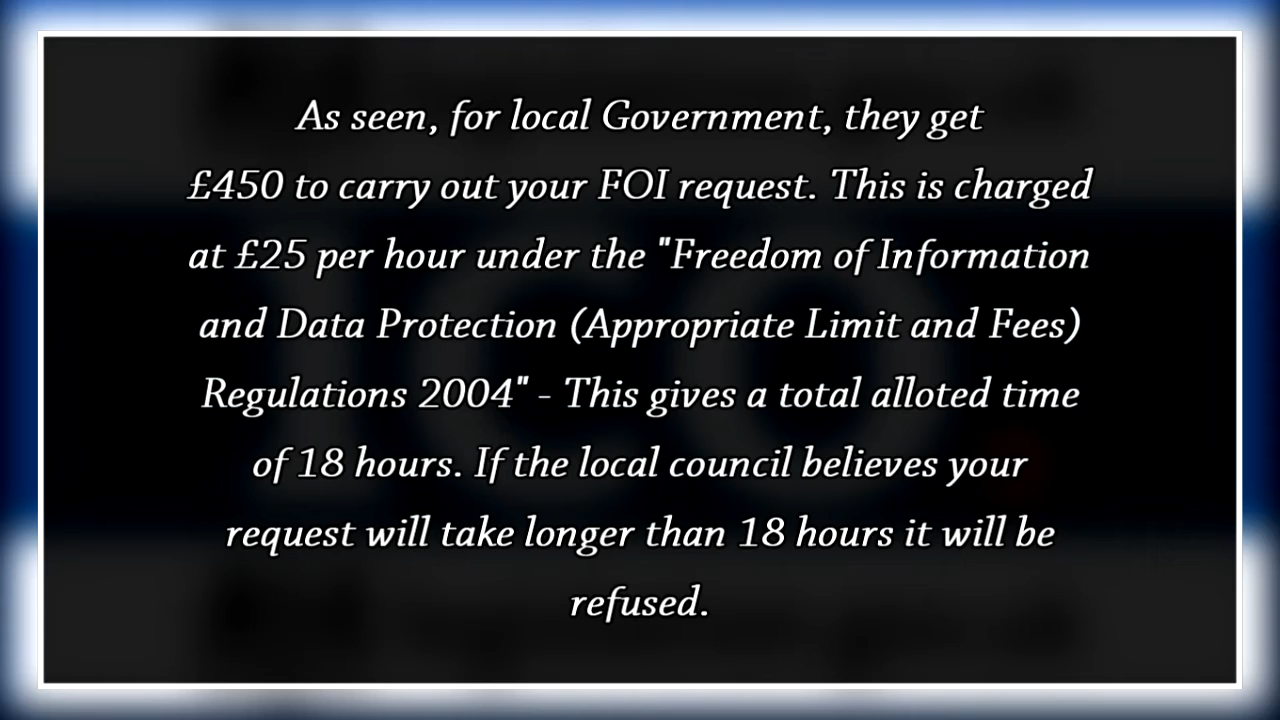 As seen, for local Government, they get
£450 to carry out your FOI request. This is charged
at £25 per hour under the "Freedom of Information
and Data Protection (Appropriate Limit and Fees)
Regulations 2004" - This gives a total alloted time
of 18 hours. If the local council believes your
request will take longer than 18 hours it will be
refused.